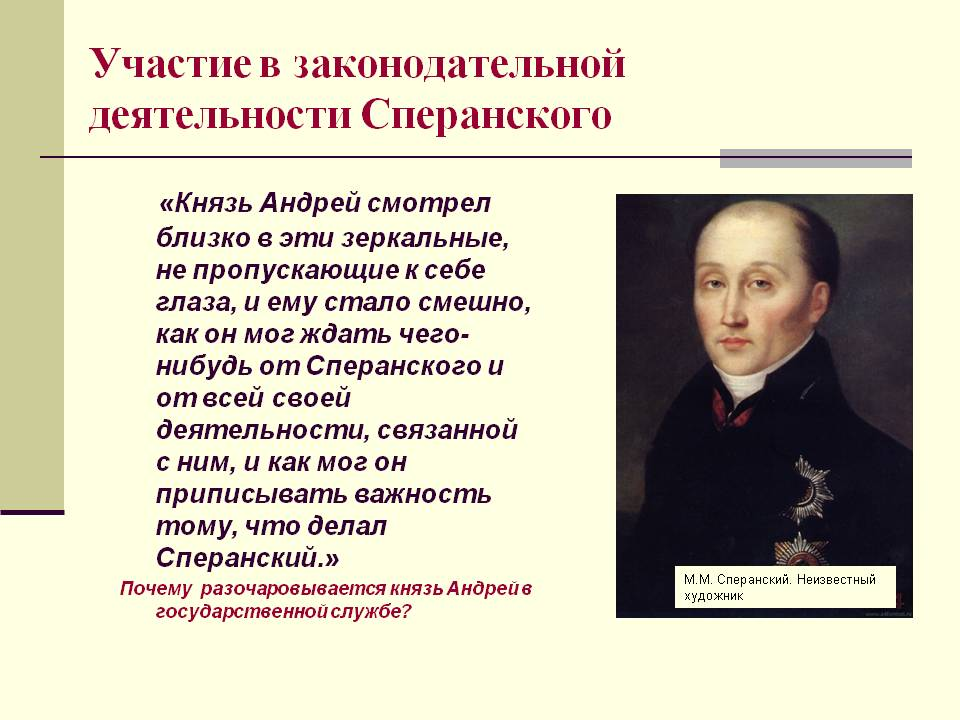 Участие в законодательной
деятельности Сперанского
«Князь Андрей смотрел
близко в эти зеркальные,
не пропускающие к себе
глаза, и ему стало смешно,
как он мог ждать чего-
нибудь от Сперанского и
от всей своей
деятельности, связанной
с ним, и как мог он
приписывать важность
тому, что делал
Сперанский.»
Почему разочаровывается князь Андрей в
государственной службе?
М.М. Сперанский. Неизвестный
художник